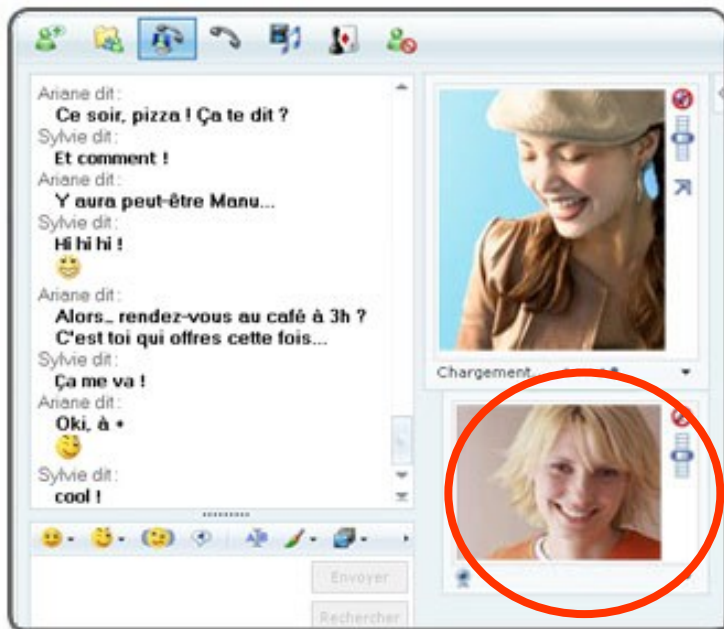 Ariane dit :
Ce soir, pizza ! Ça te dit ?
Sylvie dit :
Et comment !
Ariane dit :
Y aura peut-être Manu...
Sylvie dit :
Hi hi hi !
Ariane dit :
Alors... rendez-vous au café à 3h ?
C'est toi qui offres cette fois...
Sylvie dit :
Ça me va !
Ariane dit :
Oki, à +
Sylvie dit :
cool !
Envoyer
Rechercher
Chargement...